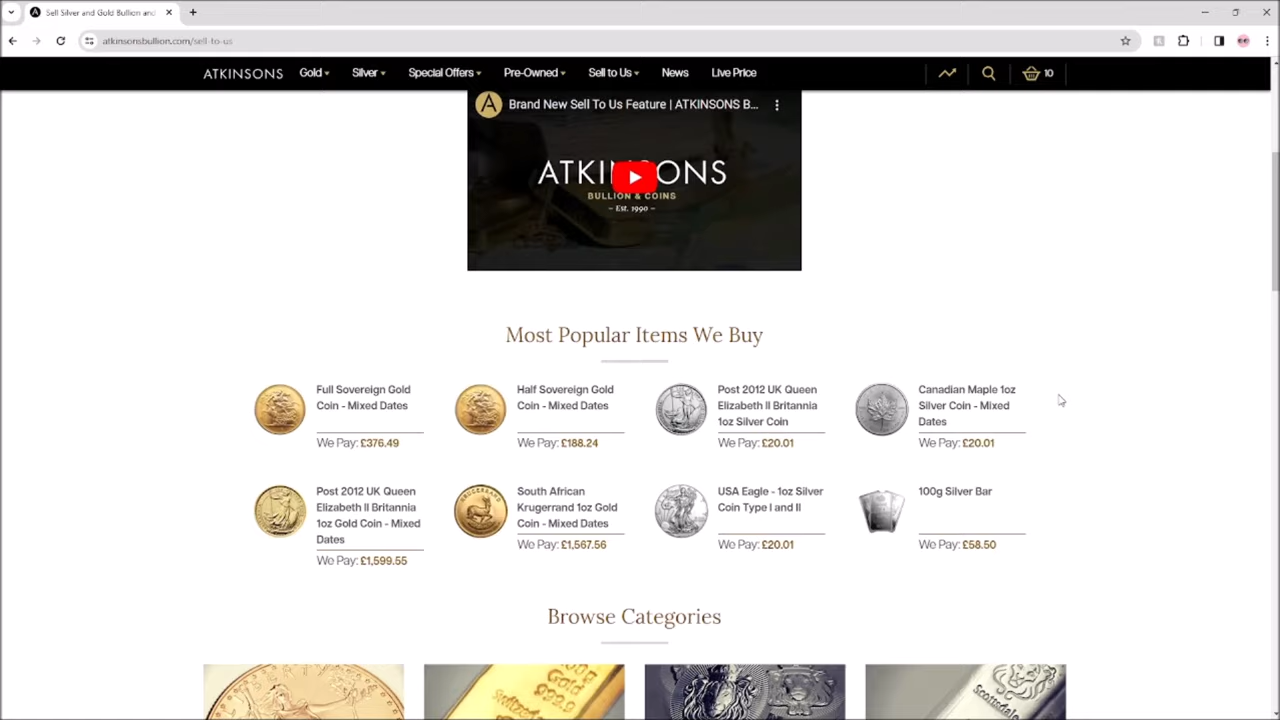 Sell Silver and Gold Bullion and
atkinsonsbullion.com/sell-to-us
ATKINSONS Gold Silver Special Offers Pre-Owned Sell to Us News Live Price 10
A Brand New Sell To Us Feature | ATKINSONS B...
ATKINSONS
BULLION & COINS
~ Est. 1990 ~
Most Popular Items We Buy
Full Sovereign Gold
Coin - Mixed Dates
We Pay: £376.49
Half Sovereign Gold
Coin - Mixed Dates
We Pay: £188.24
Post 2012 UK Queen
Elizabeth II Britannia
1oz Silver Coin
We Pay: £20.01
Canadian Maple 1oz
Silver Coin - Mixed
Dates
We Pay: £20.01
Post 2012 UK Queen
Elizabeth II Britannia
1oz Gold Coin - Mixed
Dates
We Pay: £1,599.55
South African
Krugerrand 1oz Gold
Coin - Mixed Dates
We Pay: £1,567.56
USA Eagle - 1oz Silver
Coin Type I and II
We Pay: £20.01
100g Silver Bar
We Pay: £58.50
Browse Categories
Gold
999.9